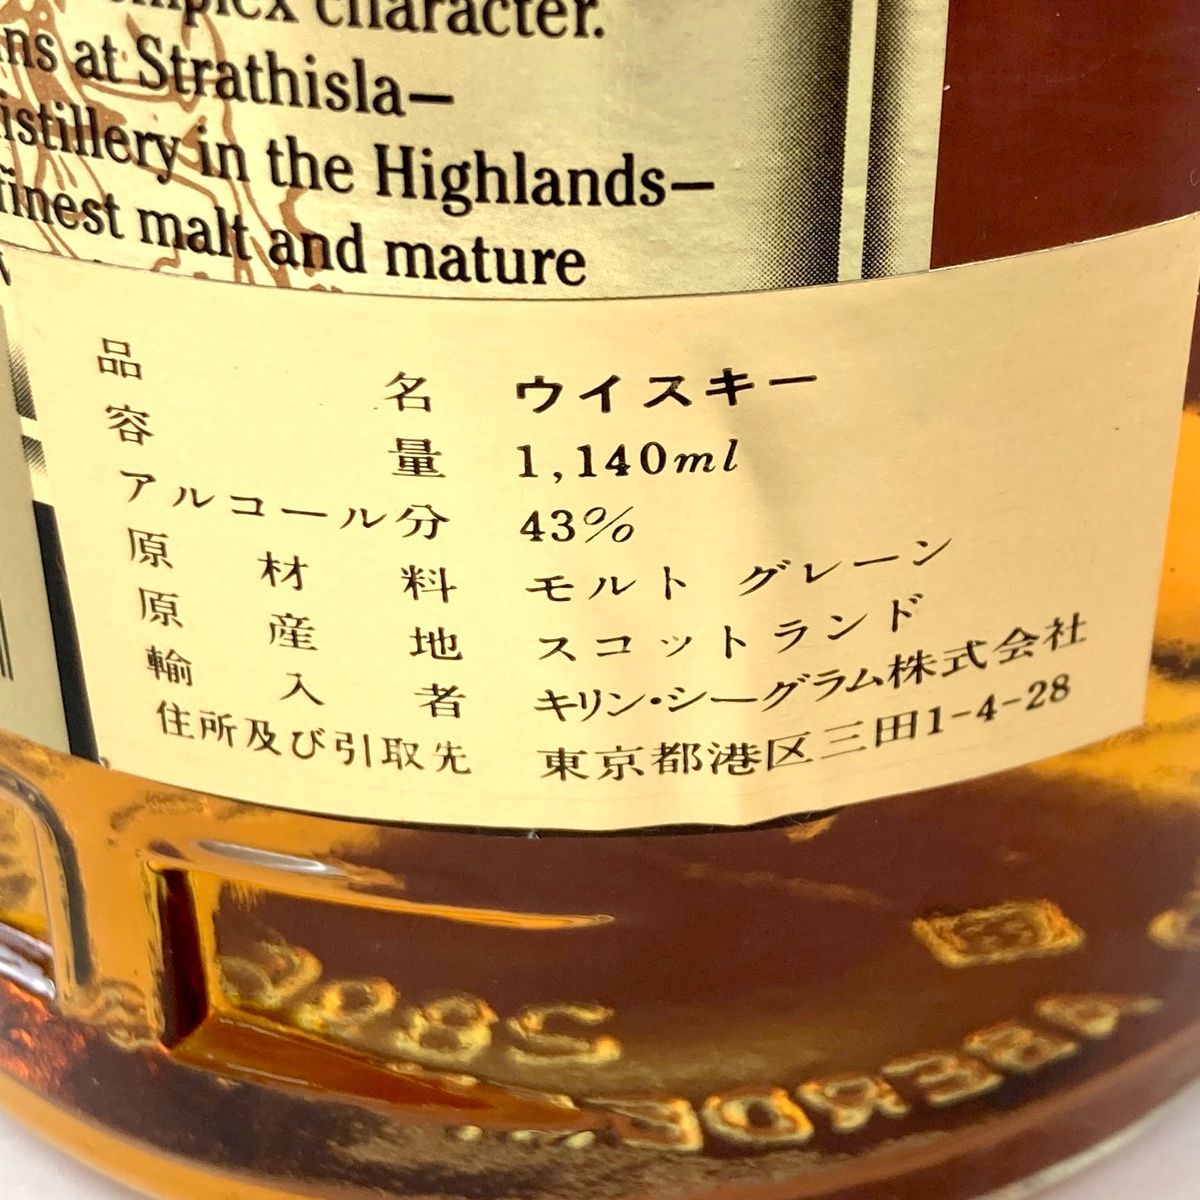 complex character.
ns at Strathisla—
distillery in the Highlands—
finest malt and mature
品名 ウイスキー
容量 1,140ml
アルコール分 43%
原材料 モルト グレーン
原産地 スコットランド
輸入者 キリン・シーグラム株式会社
住所及び引取先 東京都港区三田1-4-28